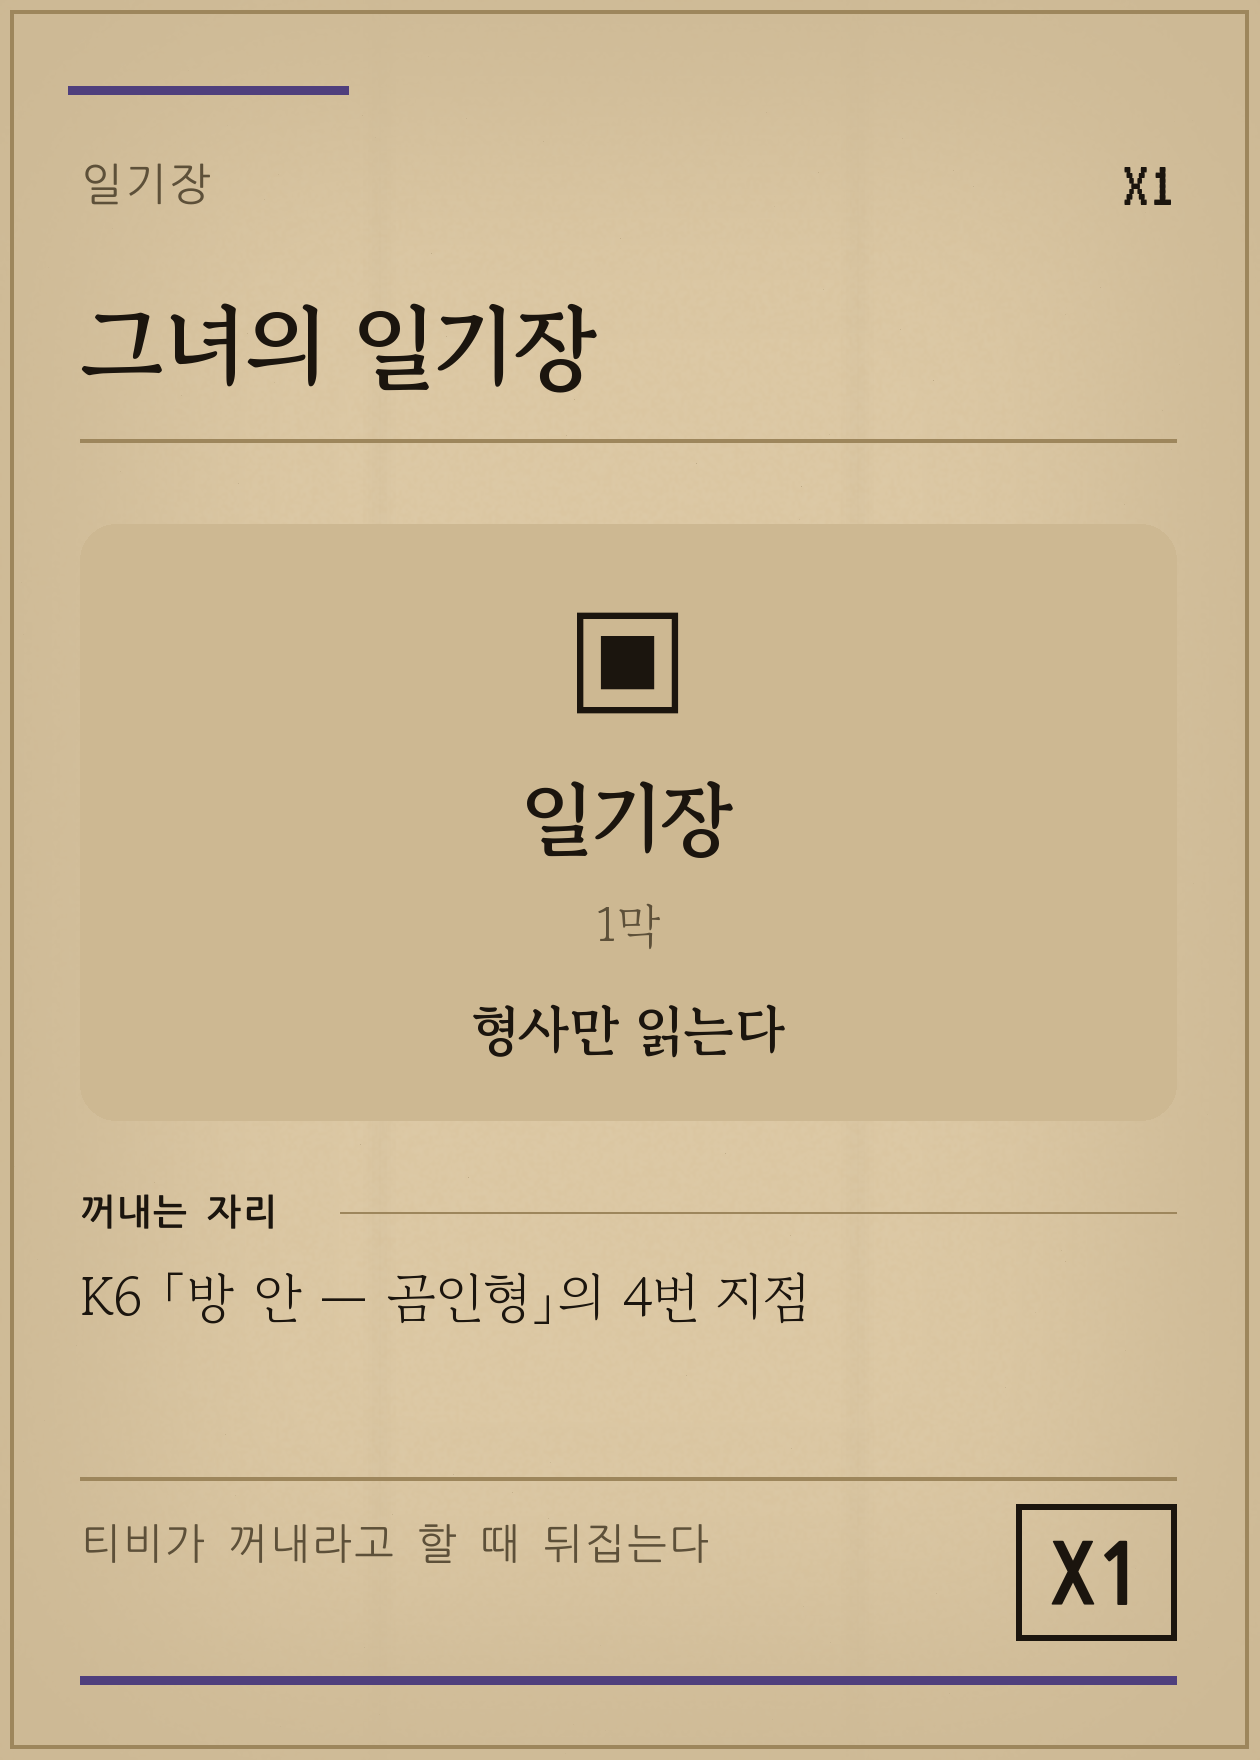 일기장
X1
그녀의 일기장
일기장
1막
형사만 읽는다
꺼내는 자리
K6 「방 안 — 곰인형」의 4번 지점
티비가 꺼내라고 할 때 뒤집는다
X1